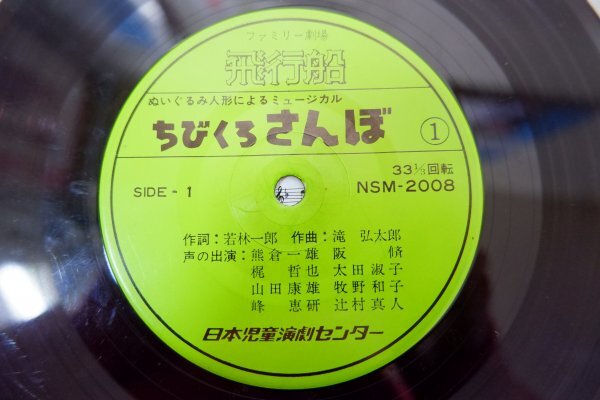 ファミリー劇場
飛行船
ぬいぐるみ人形によるミュージカル
ちびくろさんぼ ①
33⅓回転
SIDE - 1 NSM-2008
作詞：若林一郎 作曲：滝 弘太郎
声の出演：熊倉一雄 阪 脩
梶 哲也 太田淑子
山田康雄 牧野和子
峰 恵研 辻村真人
日本児童演劇センター